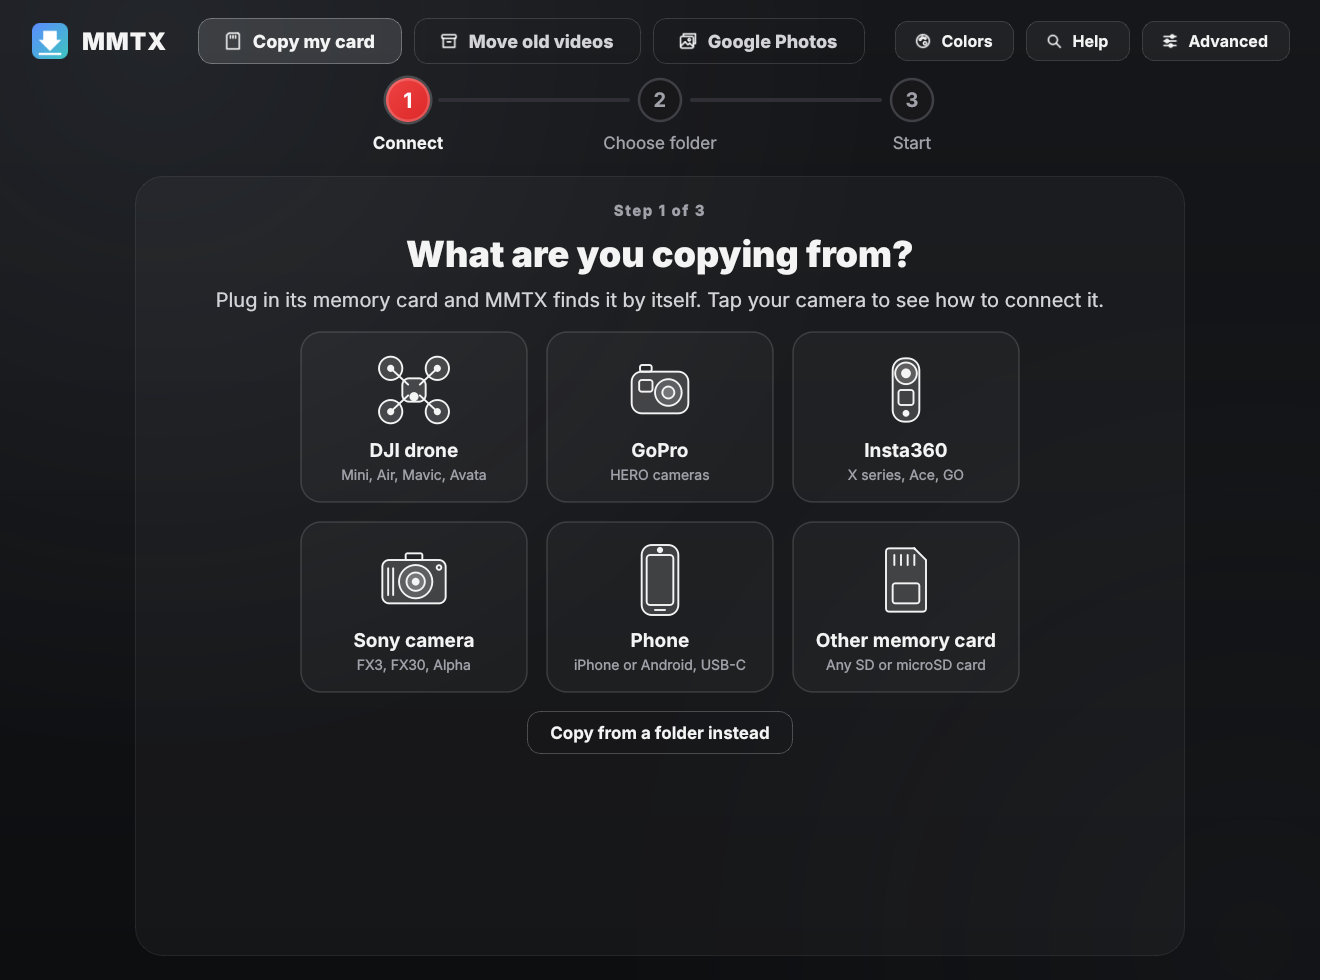 MMTX
Copy my card
Move old videos
Google Photos
Colors
Help
Advanced
1
2
3
Connect
Choose folder
Start
Step 1 of 3
What are you copying from?
Plug in its memory card and MMTX finds it by itself. Tap your camera to see how to connect it.
DJI drone
Mini, Air, Mavic, Avata
GoPro
HERO cameras
Insta360
X series, Ace, GO
Sony camera
FX3, FX30, Alpha
Phone
iPhone or Android, USB-C
Other memory card
Any SD or microSD card
Copy from a folder instead